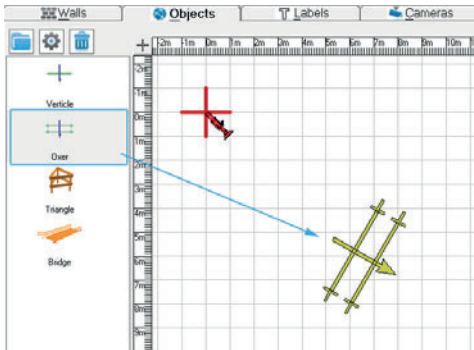 Walls Objects Labels Cameras
-2m -1m 0m 1m 2m 3m 4m 5m 6m 7m 8m 9m 10m
-2m
-1m
0m
1m
2m
3m
4m
5m
6m
7m
8m
9m
Verticle
Oxer
Triangle
Bridge